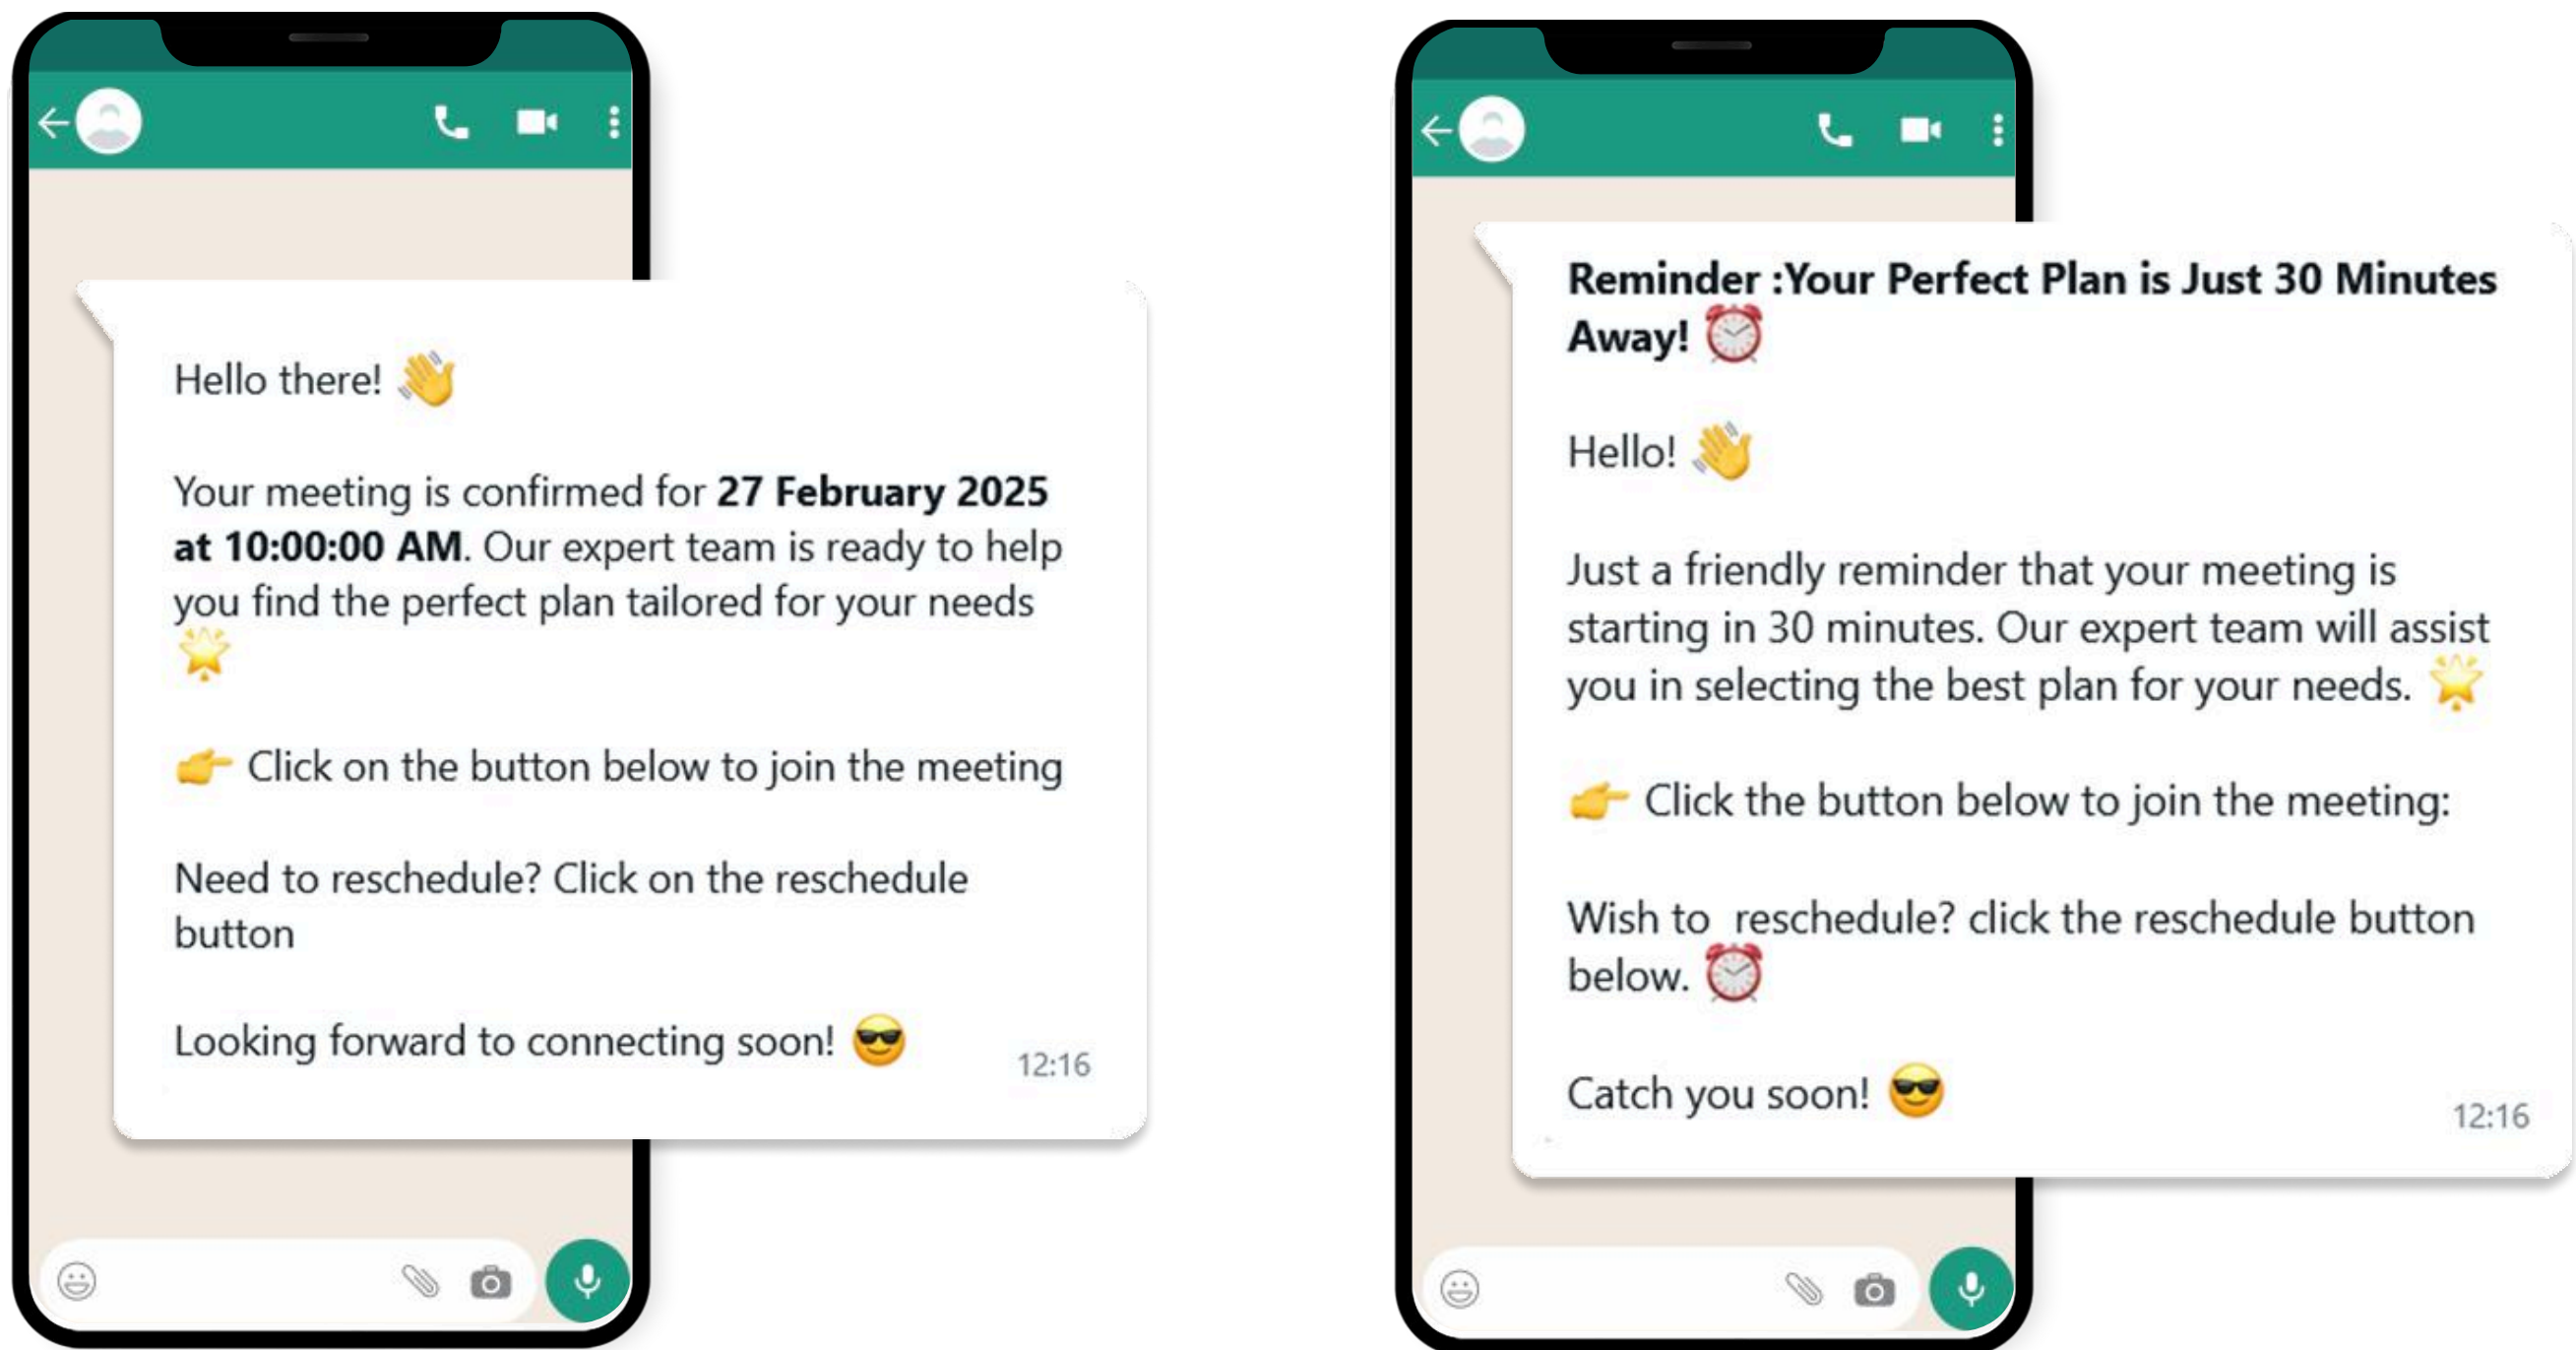 Hello there! 👋
Your meeting is confirmed for 27 February 2025
at 10:00:00 AM. Our expert team is ready to help
you find the perfect plan tailored for your needs
🌟
👉 Click on the button below to join the meeting
Need to reschedule? Click on the reschedule
button
Looking forward to connecting soon! 😎
12:16
Reminder :Your Perfect Plan is Just 30 Minutes
Away! ⏰
Hello! 👋
Just a friendly reminder that your meeting is
starting in 30 minutes. Our expert team will assist
you in selecting the best plan for your needs. 🌟
👉 Click the button below to join the meeting:
Wish to  reschedule? click the reschedule button
below. ⏰
Catch you soon! 😎
12:16